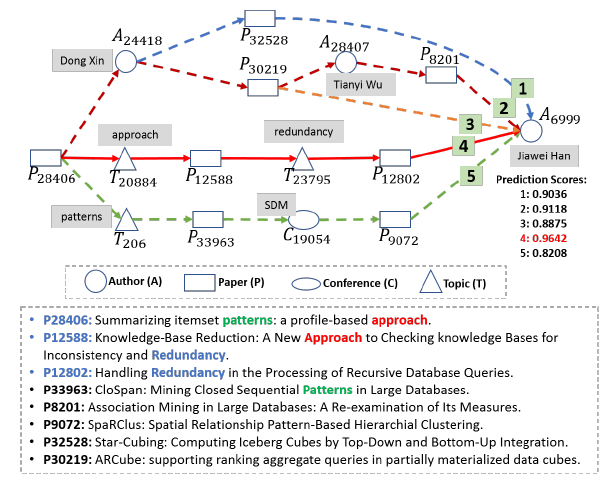 A24418
P32528
Dong Xin
A28407
P8201
P30219
Tianyi Wu
1
2
A6999
3
approach
redundancy
4
Jiawei Han
P28406
T20884
P12588
T23795
P12802
5
Prediction Scores:
1: 0.9036
2: 0.9118
3: 0.8875
4: 0.9642
5: 0.8208
patterns
SDM
T206
P33963
C19054
P9072
Author (A)
Paper (P)
Conference (C)
Topic (T)
• P28406: Summarizing itemset patterns: a profile-based approach.
• P12588: Knowledge-Base Reduction: A New Approach to Checking knowledge Bases for
Inconsistency and Redundancy.
• P12802: Handling Redundancy in the Processing of Recursive Database Queries.
• P33963: CloSpan: Mining Closed Sequential Patterns in Large Databases.
• P8201: Association Mining in Large Databases: A Re-examination of Its Measures.
• P9072: SpaRClus: Spatial Relationship Pattern-Based Hierarchial Clustering.
• P32528: Star-Cubing: Computing Iceberg Cubes by Top-Down and Bottom-Up Integration.
• P30219: ARCube: supporting ranking aggregate queries in partially materialized data cubes.